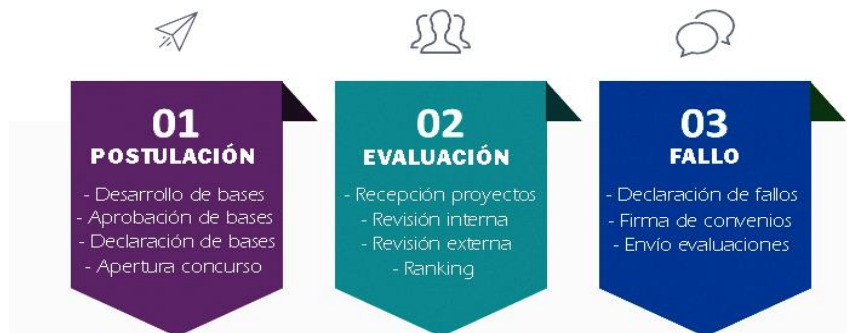 01
POSTULACIÓN
- Desarrollo de bases
- Aprobación de bases
- Declaración de bases
- Apertura concurso
02
EVALUACIÓN
- Recepción proyectos
- Revisión interna
- Revisión externa
- Ranking
03
FALLO
- Declaración de fallos
- Firma de convenios
- Envío evaluaciones